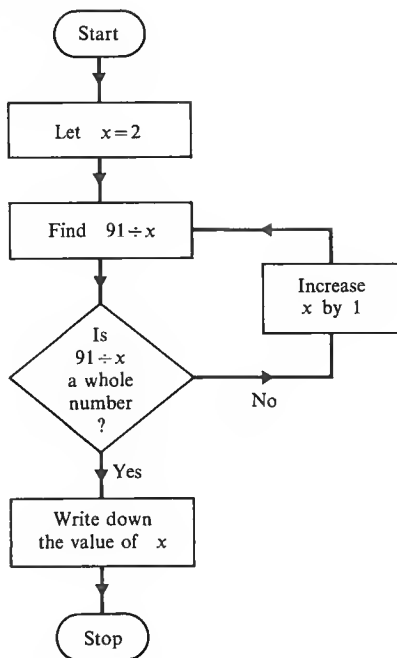 Start
Let x=2
Find 91÷x
Increase
x by 1
Is
91÷x
a whole
number
?
No
Yes
Write down
the value of x
Stop